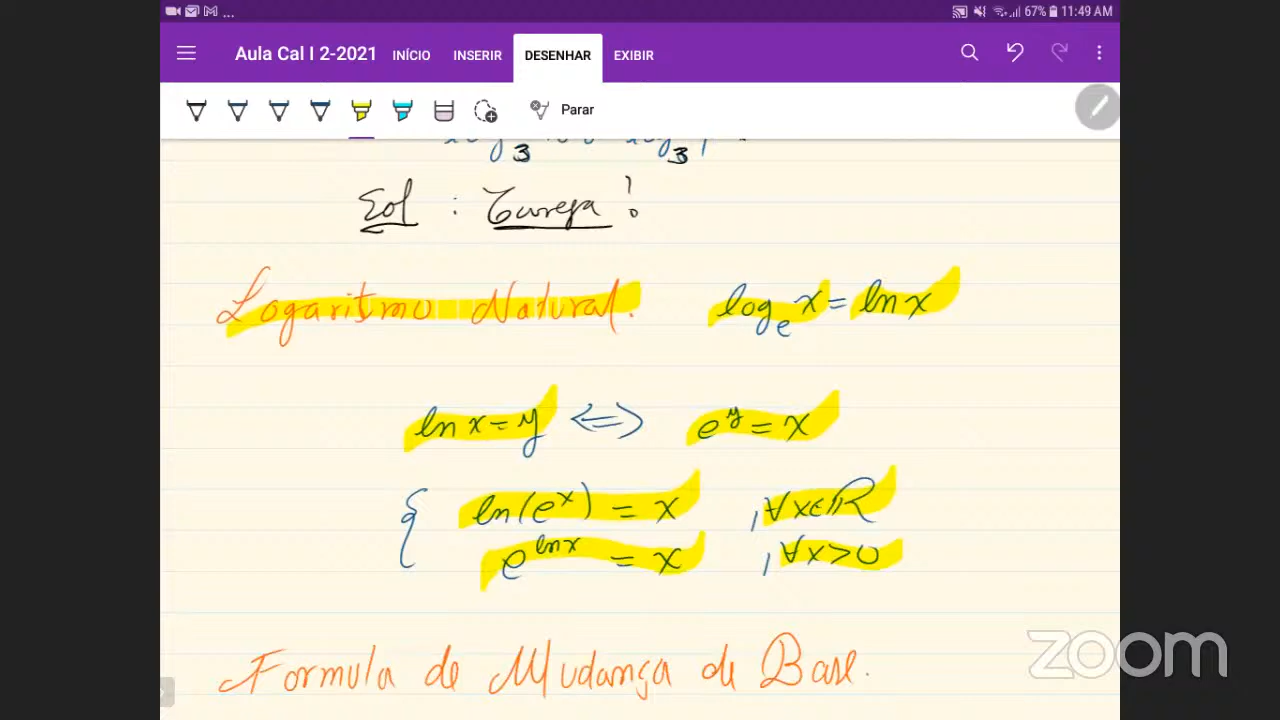 ... 67% 11:49 AM
Aula Cal I 2-2021 INÍCIO INSERIR DESENHAR EXIBIR
Parar
Sol : Tarefa !
Logaritmo Natural. logₑ x = ln x
ln x = y <=> e^y = x
{ ln(e^x) = x , ∀x∈ℝ
e^{ln x} = x , ∀x>0
zoom
Formula de Mudança de Base.